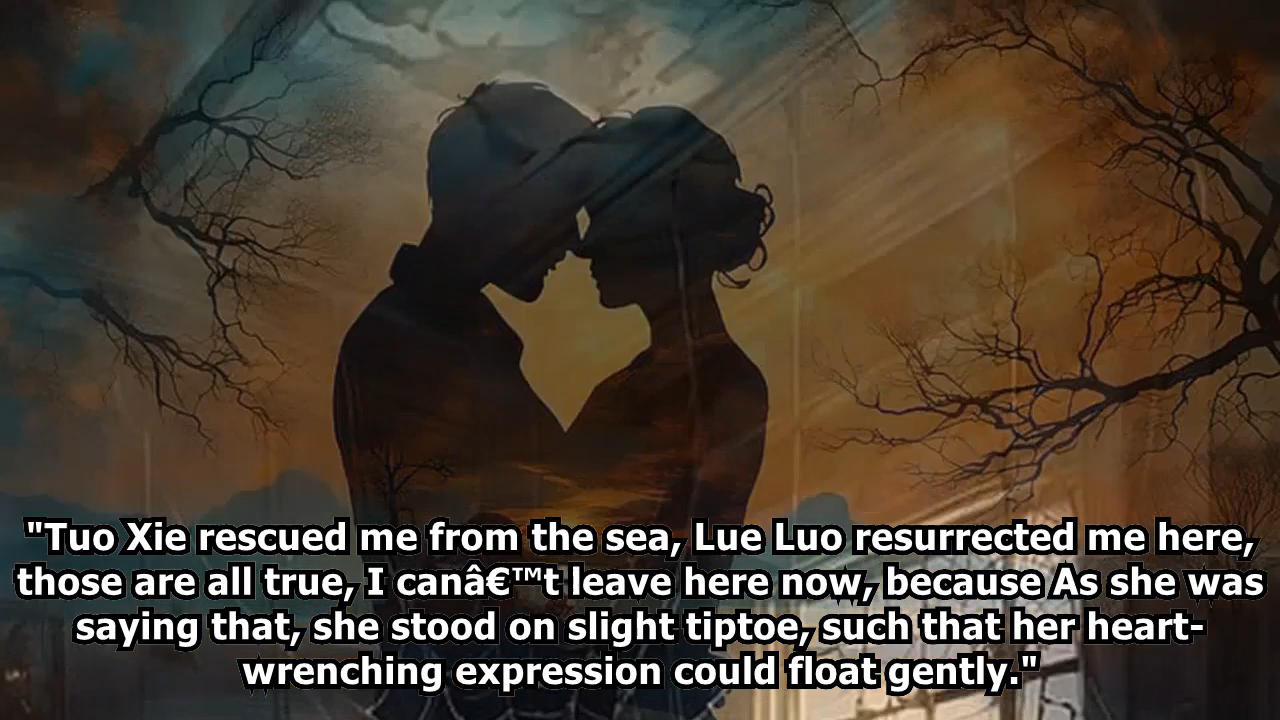 "Tuo Xie rescued me from the sea, Lue Luo resurrected me here,
those are all true, I canâ€™t leave here now, because As she was
saying that, she stood on slight tiptoe, such that her heart-
wrenching expression could float gently."